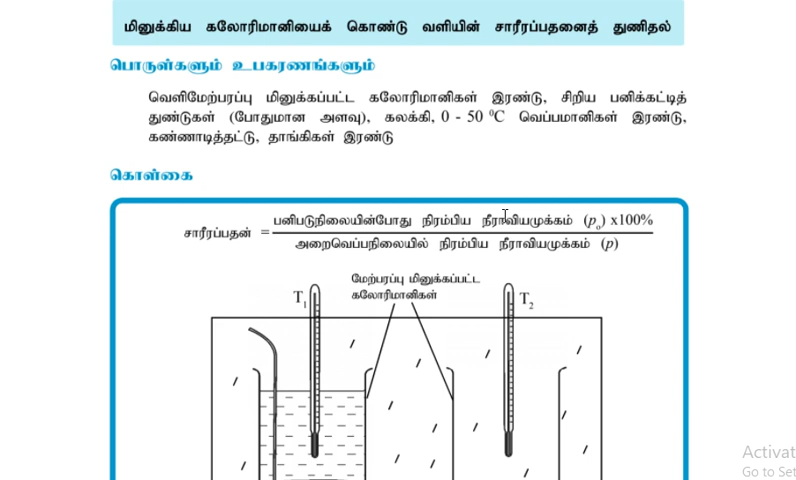 மினுக்கிய கலோரிமானியைக் கொண்டு வளியின் சாரீரப்பதனைத் துணிதல்
பொருள்களும் உபகரணங்களும்
வெளிமேற்பரப்பு மினுக்கப்பட்ட கலோரிமானிகள் இரண்டு, சிறிய பனிக்கட்டித்
துண்டுகள் (போதுமான அளவு), கலக்கி, 0 - 50 ⁰C வெப்பமானிகள் இரண்டு,
கண்ணாடித்தட்டு, தாங்கிகள் இரண்டு
கொள்கை
பனிபடுநிலையின்போது நிரம்பிய நீராவியமுக்கம் (pₒ) x100%
சாரீரப்பதன் =
அறைவெப்பநிலையில் நிரம்பிய நீராவியமுக்கம் (p)
மேற்பரப்பு மினுக்கப்பட்ட
கலோரிமானிகள்
T₁
T₂
Activat
Go to Set